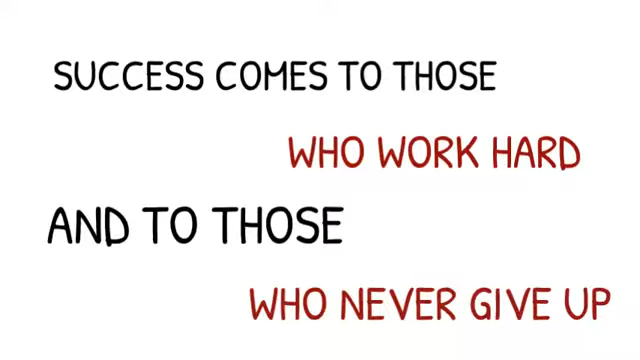 SUCCESS COMES TO THOSE
WHO WORK HARD
AND TO THOSE
WHO NEVER GIVE UP